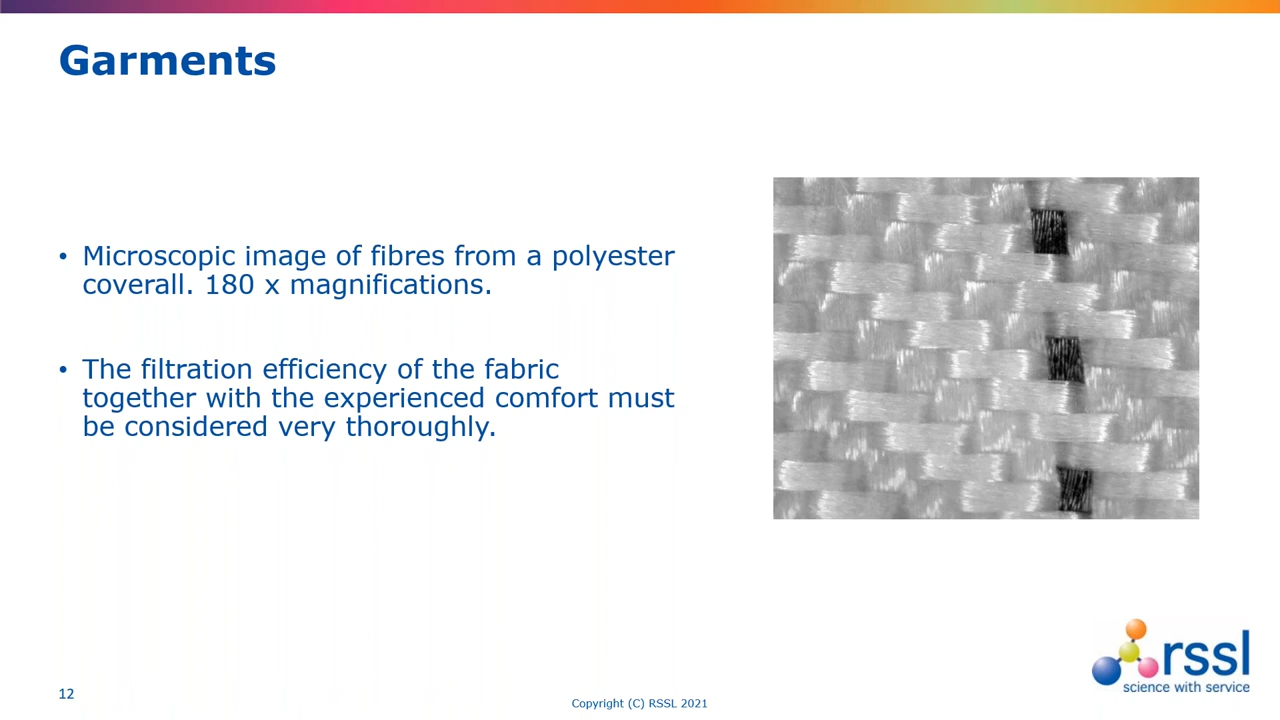 Garments
• Microscopic image of fibres from a polyester
coverall. 180 x magnifications.
• The filtration efficiency of the fabric
together with the experienced comfort must
be considered very thoroughly.
rssl
science with service
12
Copyright (C) RSSL 2021